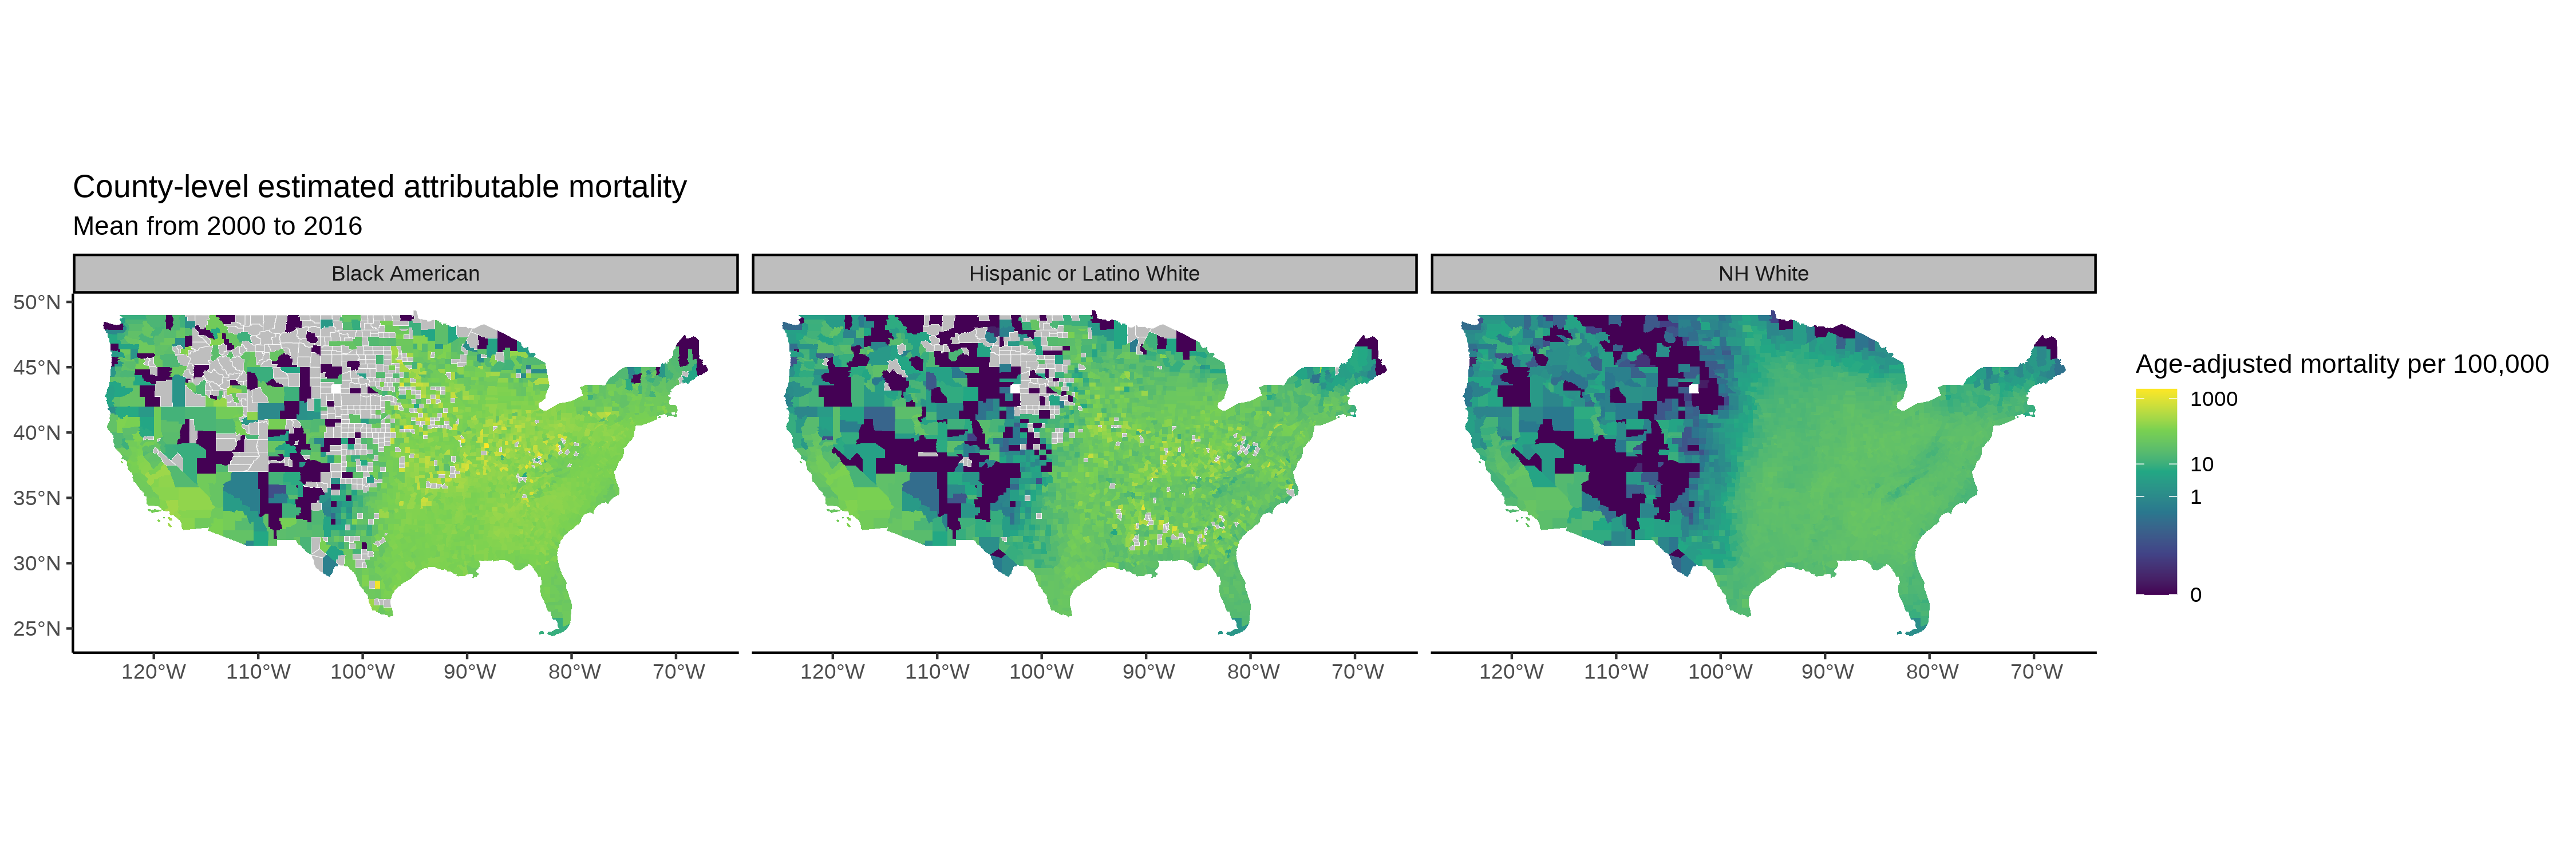 County-level estimated attributable mortality
Mean from 2000 to 2016
Black American
Hispanic or Latino White
NH White
50°N
45°N
40°N
35°N
30°N
25°N
120°W 110°W 100°W 90°W 80°W 70°W
120°W 110°W 100°W 90°W 80°W 70°W
120°W 110°W 100°W 90°W 80°W 70°W
Age-adjusted mortality per 100,000
1000
10
1
0